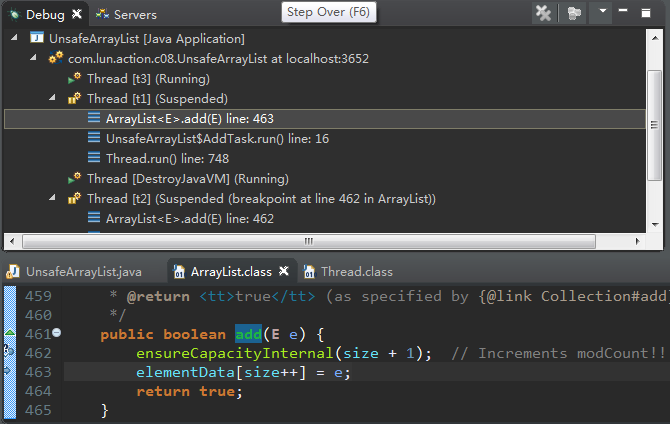 Debug
Servers
Step Over (F6)
UnsafeArrayList [Java Application]
com.lun.action.c08.UnsafeArrayList at localhost:3652
Thread [t3] (Running)
Thread [t1] (Suspended)
ArrayList<E>.add(E) line: 463
UnsafeArrayList$AddTask.run() line: 16
Thread.run() line: 748
Thread [DestroyJavaVM] (Running)
Thread [t2] (Suspended (breakpoint at line 462 in ArrayList))
ArrayList<E>.add(E) line: 462
UnsafeArrayList.java
ArrayList.class
Thread.class
459 * @return <tt>true</tt> (as specified by {@link Collection#add
460 */
461 public boolean add(E e) {
462 ensureCapacityInternal(size + 1); // Increments modCount!!
463 elementData[size++] = e;
464 return true;
465 }